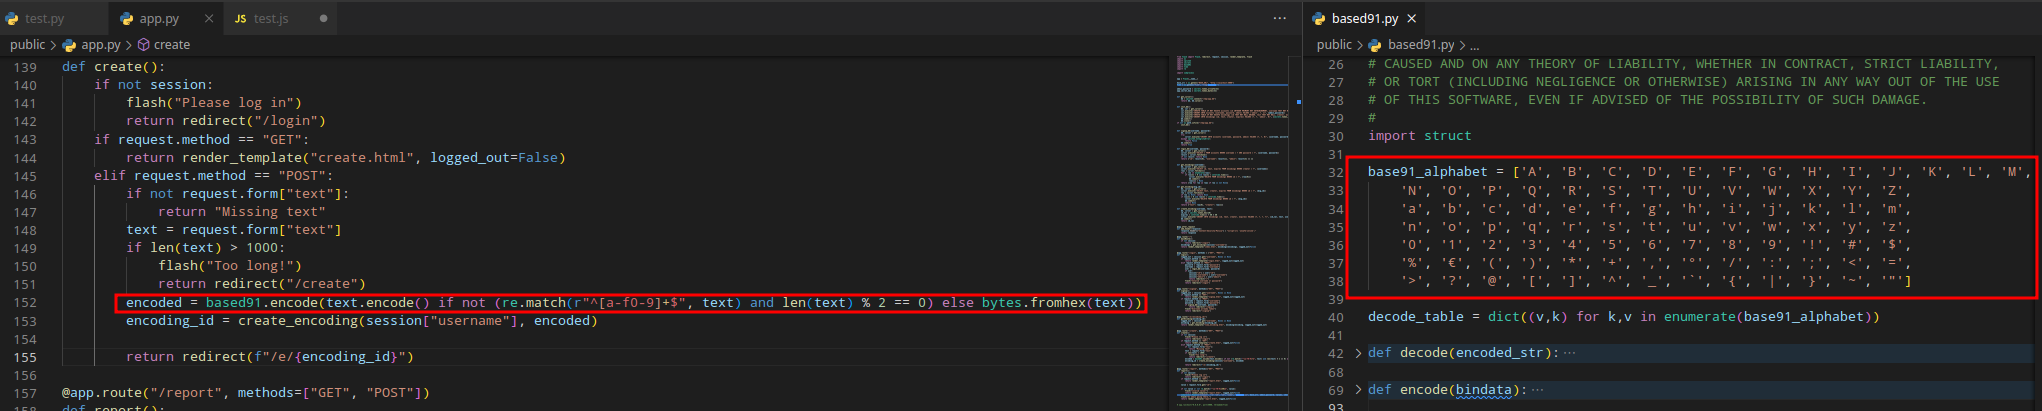 test.py app.py × JS test.js ● ···
public > app.py > create
139 def create():
140 if not session:
141 flash("Please log in")
142 return redirect("/login")
143 if request.method == "GET":
144 return render_template("create.html", logged_out=False)
145 elif request.method == "POST":
146 if not request.form["text"]:
147 return "Missing text"
148 text = request.form["text"]
149 if len(text) > 1000:
150 flash("Too long!")
151 return redirect("/create")
152 encoded = based91.encode(text.encode() if not (re.match(r"^[a-f0-9]+$", text) and len(text) % 2 == 0) else bytes.fromhex(text))
153 encoding_id = create_encoding(session["username"], encoded)
154
155 return redirect(f"/e/{encoding_id}")
156
157 @app.route("/report", methods=["GET", "POST"])
158 def report():
based91.py ×
public > based91.py > ...
26 # CAUSED AND ON ANY THEORY OF LIABILITY, WHETHER IN CONTRACT, STRICT LIABILITY,
27 # OR TORT (INCLUDING NEGLIGENCE OR OTHERWISE) ARISING IN ANY WAY OUT OF THE USE
28 # OF THIS SOFTWARE, EVEN IF ADVISED OF THE POSSIBILITY OF SUCH DAMAGE.
29 #
30 import struct
31
32 base91_alphabet = ['A', 'B', 'C', 'D', 'E', 'F', 'G', 'H', 'I', 'J', 'K', 'L', 'M',
33 'N', 'O', 'P', 'Q', 'R', 'S', 'T', 'U', 'V', 'W', 'X', 'Y', 'Z',
34 'a', 'b', 'c', 'd', 'e', 'f', 'g', 'h', 'i', 'j', 'k', 'l', 'm',
35 'n', 'o', 'p', 'q', 'r', 's', 't', 'u', 'v', 'w', 'x', 'y', 'z',
36 '0', '1', '2', '3', '4', '5', '6', '7', '8', '9', '!', '#', '$',
37 '%', '€', '(', ')', '*', '+', ',', '°', '/', ':', ';', '<', '=',
38 '>', '?', '@', '[', ']', '^', '_', '`', '{', '|', '}', '~', '"']
39
40 decode_table = dict((v,k) for k,v in enumerate(base91_alphabet))
41
42 > def decode(encoded_str): ···
68
69 > def encode(bindata): ···
93